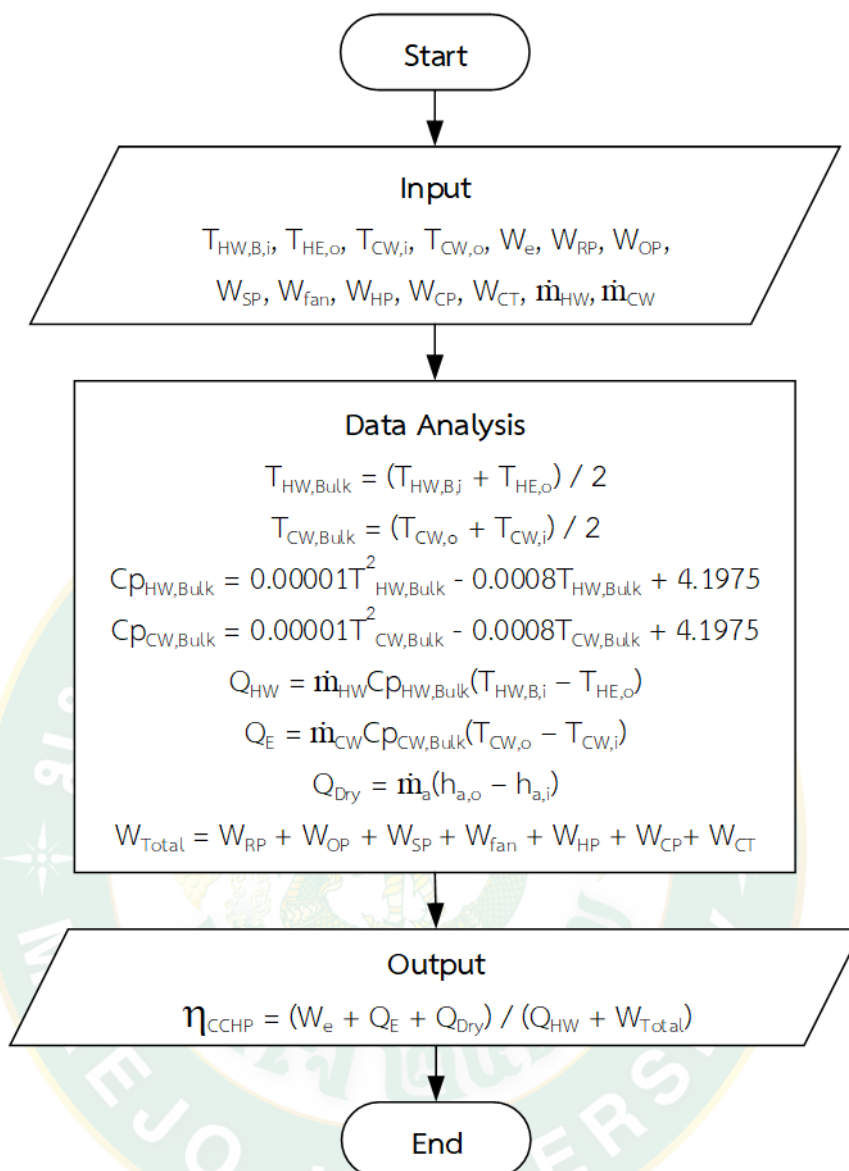 Start
Input
T_HW,B,i, T_HE,o, T_CW,i, T_CW,o, W_e, W_RP, W_OP,
W_SP, W_fan, W_HP, W_CP, W_CT, ṁ_HW, ṁ_CW
Data Analysis
T_HW,Bulk = (T_HW,B,i + T_HE,o) / 2
T_CW,Bulk = (T_CW,o + T_CW,i) / 2
Cp_HW,Bulk = 0.00001T²_HW,Bulk - 0.0008T_HW,Bulk + 4.1975
Cp_CW,Bulk = 0.00001T²_CW,Bulk - 0.0008T_CW,Bulk + 4.1975
Q_HW = ṁ_HW Cp_HW,Bulk(T_HW,B,i – T_HE,o)
Q_E = ṁ_CW Cp_CW,Bulk(T_CW,o – T_CW,i)
Q_Dry = ṁ_a(h_a,o – h_a,i)
W_Total = W_RP + W_OP + W_SP + W_fan + W_HP + W_CP+ W_CT
Output
η_CCHP = (W_e + Q_E + Q_Dry) / (Q_HW + W_Total)
End